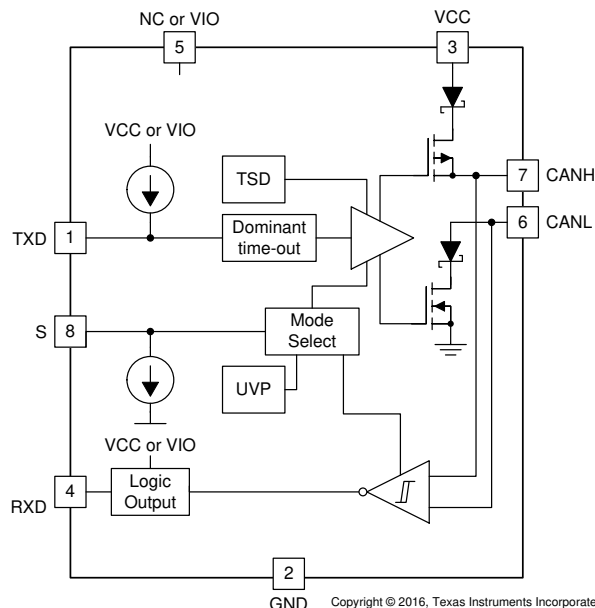 NC or VIO
VCC
5
3
VCC or VIO
TSD
7
CANH
TXD
1
Dominant
time-out
6
CANL
S
8
Mode
Select
UVP
VCC or VIO
RXD
4
Logic
Output
2
GND
Copyright © 2016, Texas Instruments Incorporate